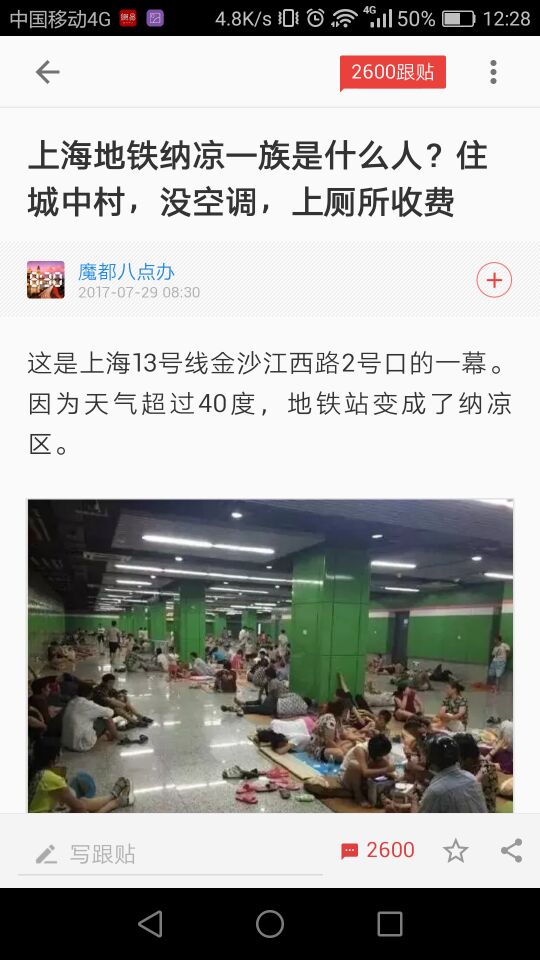 中国移动4G 4.8K/s 4G 50% 12:28
2600跟贴
上海地铁纳凉一族是什么人？住
城中村，没空调，上厕所收费
魔都八点办
2017-07-29 08:30
这是上海13号线金沙江西路2号口的一幕。
因为天气超过40度，地铁站变成了纳凉
区。
写跟贴 2600